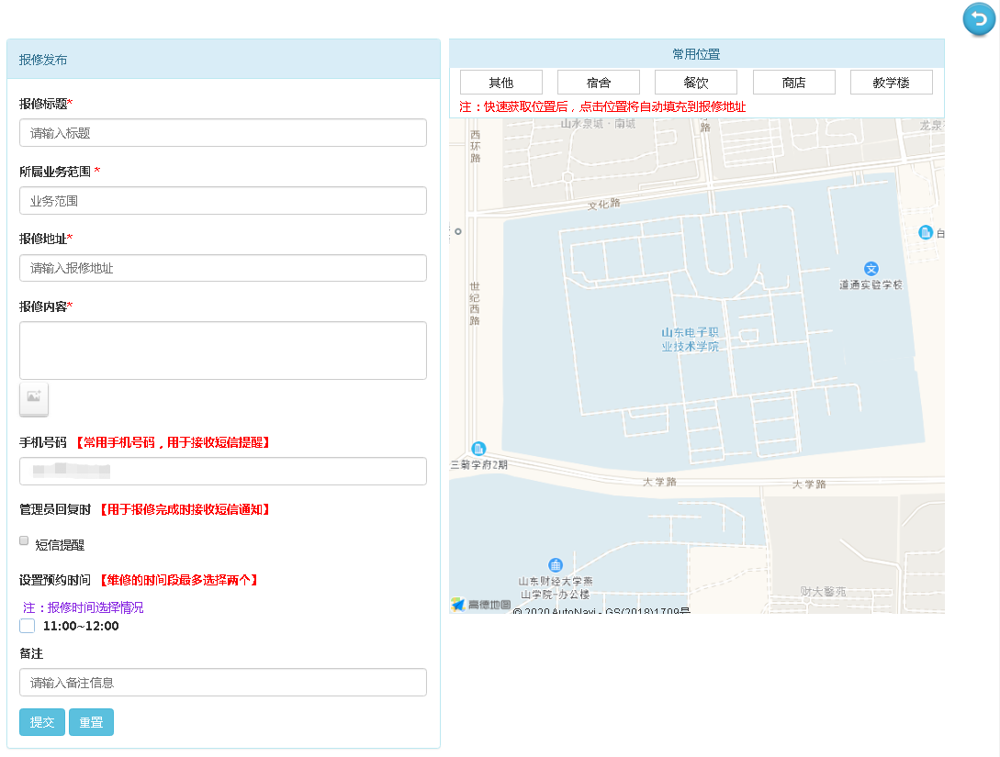 报修发布
报修标题*
请输入标题
所属业务范围 *
业务范围
报修地址*
请输入报修地址
报修内容*
手机号码 【常用手机号码，用于接收短信提醒】
管理员回复时 【用于报修完成时接收短信通知】
短信提醒
设置预约时间 【维修的时间段最多选择两个】
注：报修时间选择情况
11:00~12:00
备注
请输入备注信息
提交 重置
常用位置
其他 宿舍 餐饮 商店 教学楼
注：快速获取位置后，点击位置将自动填充到报修地址
山水泉城·南城
路
龙泉
西环路
文化路
白
道通实验学校
世纪西路
山东电子职
业技术学院
三箭学府2期
大学路
大学路
山东财经大学燕
山学院-办公楼
财大馨苑
高德地图
© 2020 AutoNavi - GS(2018)1709号